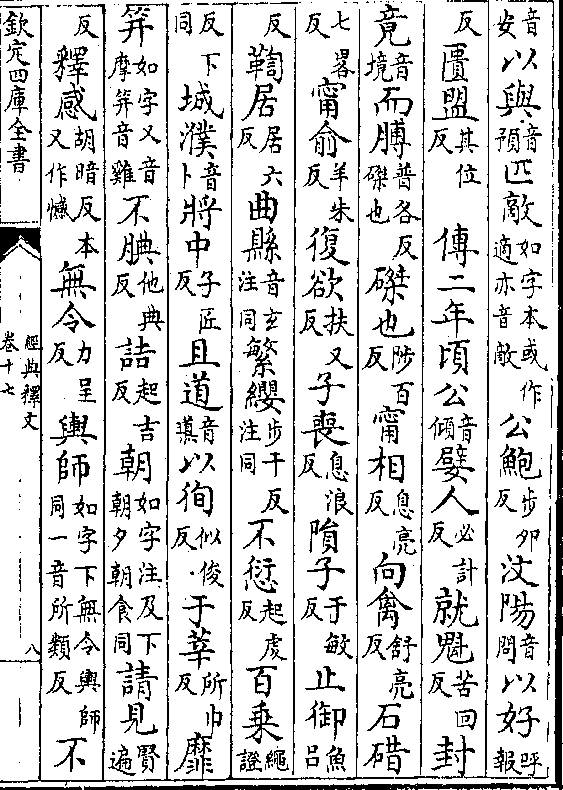 音安以與音預匹敵如字本或作適亦音敵公鮑步卯反汶陽音問以好呼報
反匱盟其位反傳二年頃公音傾嬖人必計反就魁苦回反封
竟音境而膊普各反磔也磔也陟百反甯相息亮反向禽舒亮反石碏
七畧反甯俞羊朱反復欲扶又反子喪息浪反隕子于敏反止御魚呂
反鞫居居六反曲縣音玄注同繁纓步干反注同不愆起虔反百乘繩證
反下同城濮音卜將中子匠反且道音導以徇似俊反于莘所巾反靡
笄如字又音摩笄音雞不腆他典反詰起吉反朝如字注及下朝夕朝食同請見賢遍
反釋感胡暗反本又作憾無令力呈反輿師如字下無令輿師同一音所類反不
欽定四庫全書
經典釋文
卷十七
八